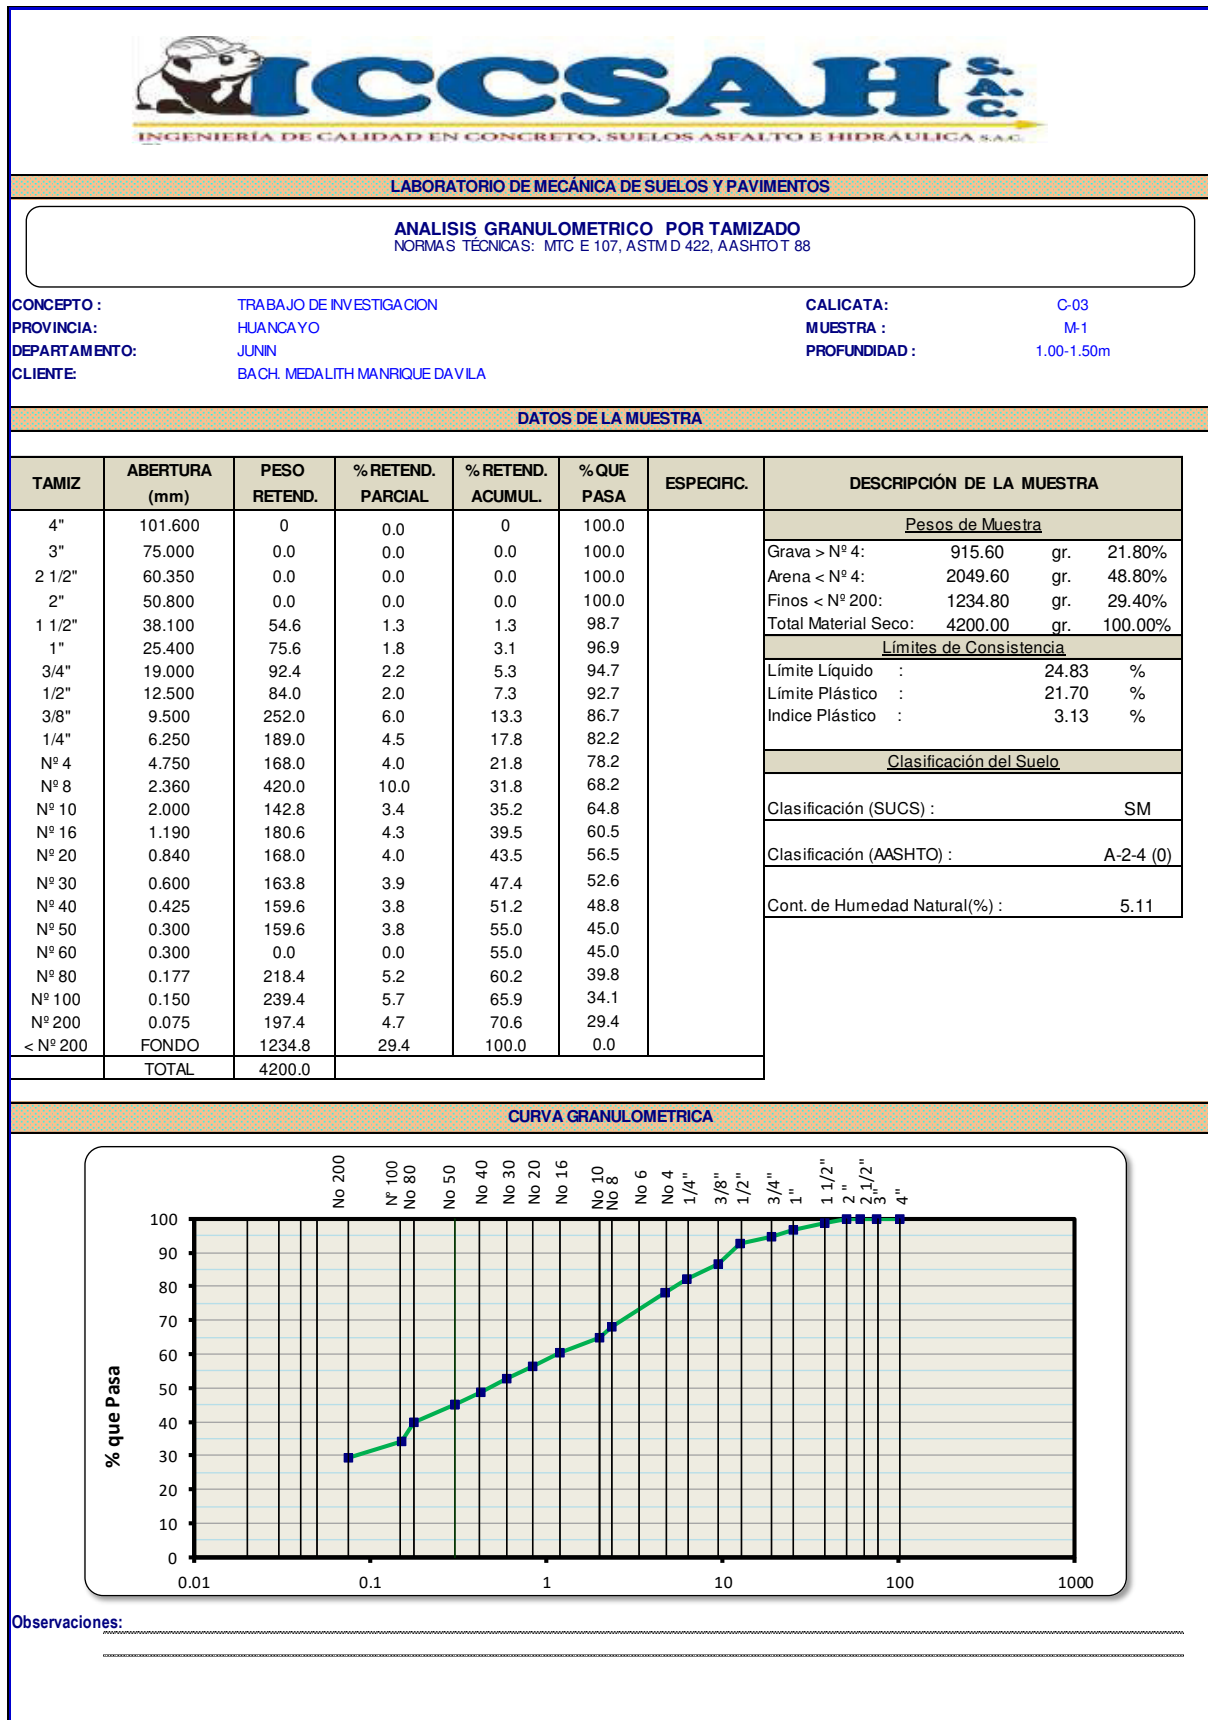 ICCSAH S.A.C.
INGENIERÍA DE CALIDAD EN CONCRETO, SUELOS ASFALTO E HIDRÁULICA S.A.C.
LABORATORIO DE MECÁNICA DE SUELOS Y PAVIMENTOS
ANALISIS GRANULOMETRICO POR TAMIZADO
NORMAS TÉCNICAS: MTC E 107, ASTM D 422, AASHTO T 88
CONCEPTO : TRABAJO DE INVESTIGACION CALICATA: C-03
PROVINCIA: HUANCAYO MUESTRA : M-1
DEPARTAMENTO: JUNIN PROFUNDIDAD : 1.00-1.50m
CLIENTE: BACH. MEDALITH MANRIQUE DAVILA
DATOS DE LA MUESTRA
TAMIZ ABERTURA (mm) PESO RETEND. % RETEND. PARCIAL % RETEND. ACUMUL. % QUE PASA ESPECIFIC. DESCRIPCIÓN DE LA MUESTRA
4" 101.600 0 0.0 0 100.0 Pesos de Muestra
3" 75.000 0.0 0.0 0.0 100.0 Grava > Nº 4: 915.60 gr. 21.80%
2 1/2" 60.350 0.0 0.0 0.0 100.0 Arena < Nº 4: 2049.60 gr. 48.80%
2" 50.800 0.0 0.0 0.0 100.0 Finos < Nº 200: 1234.80 gr. 29.40%
1 1/2" 38.100 54.6 1.3 1.3 98.7 Total Material Seco: 4200.00 gr. 100.00%
1" 25.400 75.6 1.8 3.1 96.9 Límites de Consistencia
3/4" 19.000 92.4 2.2 5.3 94.7 Límite Líquido : 24.83 %
1/2" 12.500 84.0 2.0 7.3 92.7 Límite Plástico : 21.70 %
3/8" 9.500 252.0 6.0 13.3 86.7 Indice Plástico : 3.13 %
1/4" 6.250 189.0 4.5 17.8 82.2
Nº 4 4.750 168.0 4.0 21.8 78.2 Clasificación del Suelo
Nº 8 2.360 420.0 10.0 31.8 68.2
Nº 10 2.000 142.8 3.4 35.2 64.8 Clasificación (SUCS) : SM
Nº 16 1.190 180.6 4.3 39.5 60.5
Nº 20 0.840 168.0 4.0 43.5 56.5 Clasificación (AASHTO) : A-2-4 (0)
Nº 30 0.600 163.8 3.9 47.4 52.6
Nº 40 0.425 159.6 3.8 51.2 48.8 Cont. de Humedad Natural(%) : 5.11
Nº 50 0.300 159.6 3.8 55.0 45.0
Nº 60 0.300 0.0 0.0 55.0 45.0
Nº 80 0.177 218.4 5.2 60.2 39.8
Nº 100 0.150 239.4 5.7 65.9 34.1
Nº 200 0.075 197.4 4.7 70.6 29.4
< Nº 200 FONDO 1234.8 29.4 100.0 0.0
TOTAL 4200.0
CURVA GRANULOMETRICA
No 200 Nº 100 No 80 No 50 No 40 No 30 No 20 No 16 No 10 No 8 No 6 No 4 1/4" 3/8" 1/2" 3/4" 1" 1 1/2" 2" 2 1/2" 3" 4"
100
90
80
70
60
50
40
30
20
10
0
% que Pasa
0.01 0.1 1 10 100 1000
Observaciones: